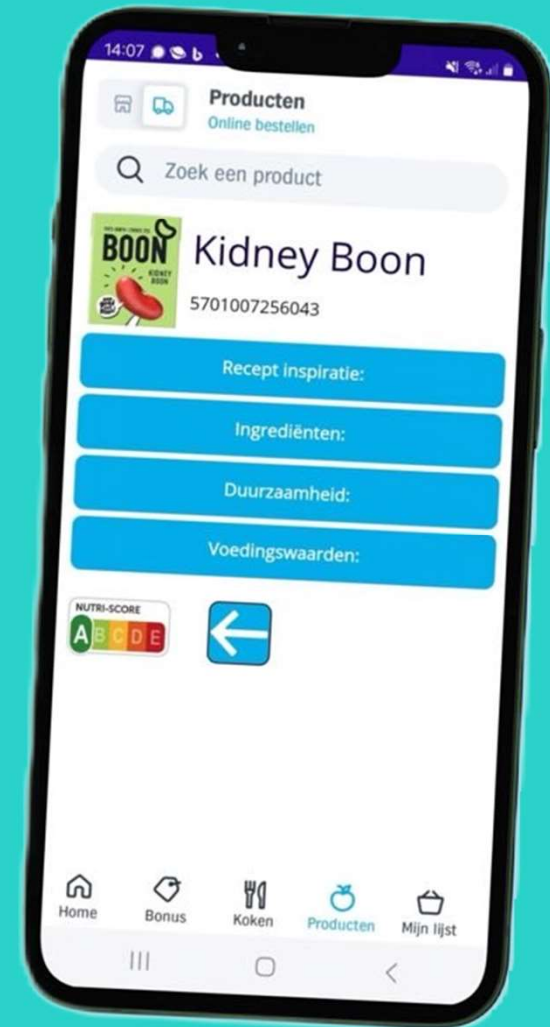 14:07
Producten
Online bestellen
Zoek een product
BOON
KIDNEY
BOON
Kidney Boon
5701007256043
Recept inspiratie:
Ingrediënten:
Duurzaamheid:
Voedingswaarden:
NUTRI-SCORE
A B C D E
Home
Bonus
Koken
Producten
Mijn lijst